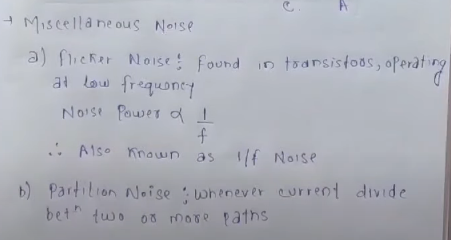 C. A
→ Miscellaneous Noise
a) Flicker Noise : Found in transistors, operating
at low frequency
Noise Power ∝ 1/f
∴ Also known as 1/f Noise
b) Partition Noise : Whenever current divide
betⁿ two or more paths